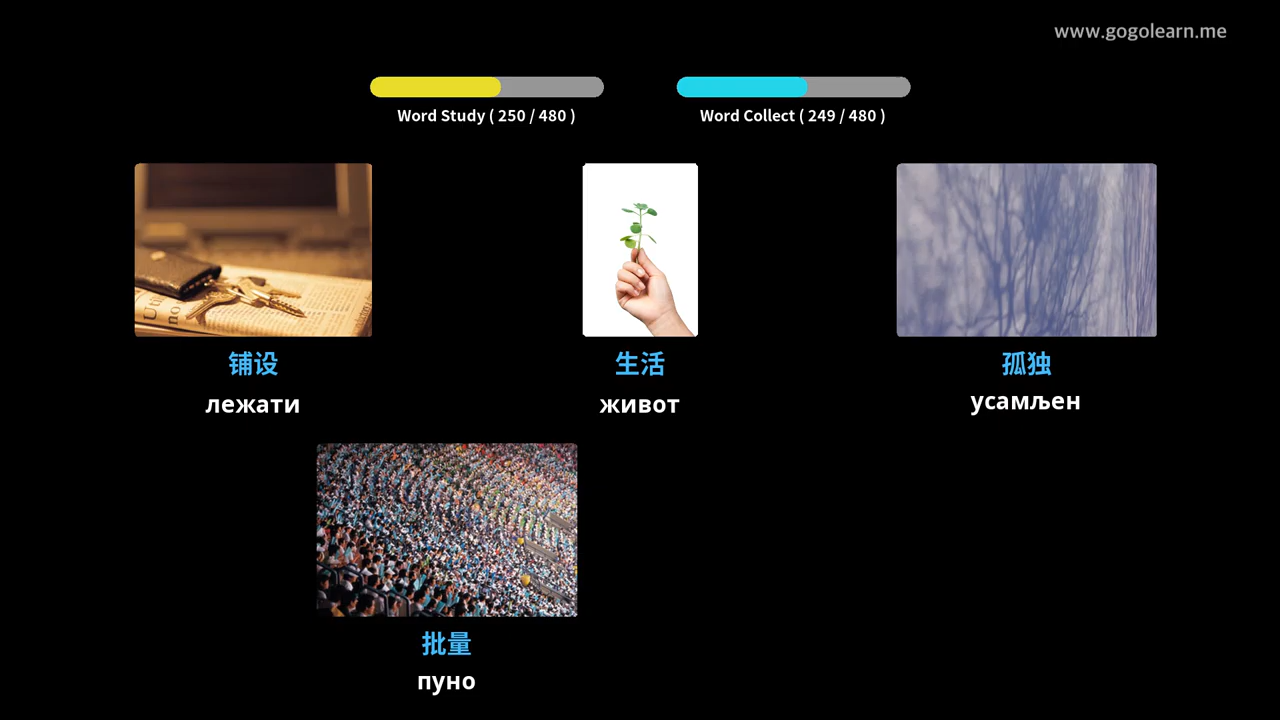 www.gogolearn.me
Word Study ( 250 / 480 )
Word Collect ( 249 / 480 )
铺设
лежати
生活
живот
孤独
усамљен
批量
пуно